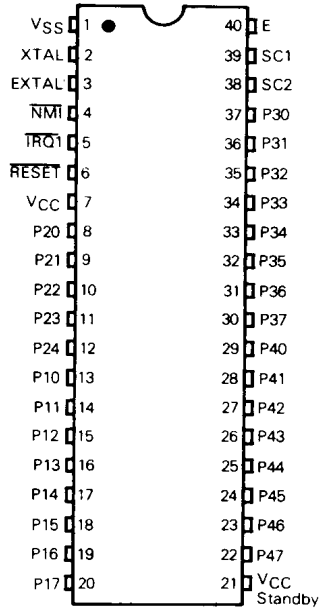 VSS 1 40 E
XTAL 2 39 SC1
EXTAL 3 38 SC2
NMI 4 37 P30
IRQ1 5 36 P31
RESET 6 35 P32
VCC 7 34 P33
P20 8 33 P34
P21 9 32 P35
P22 10 31 P36
P23 11 30 P37
P24 12 29 P40
P10 13 28 P41
P11 14 27 P42
P12 15 26 P43
P13 16 25 P44
P14 17 24 P45
P15 18 23 P46
P16 19 22 P47
P17 20 21 VCC
Standby